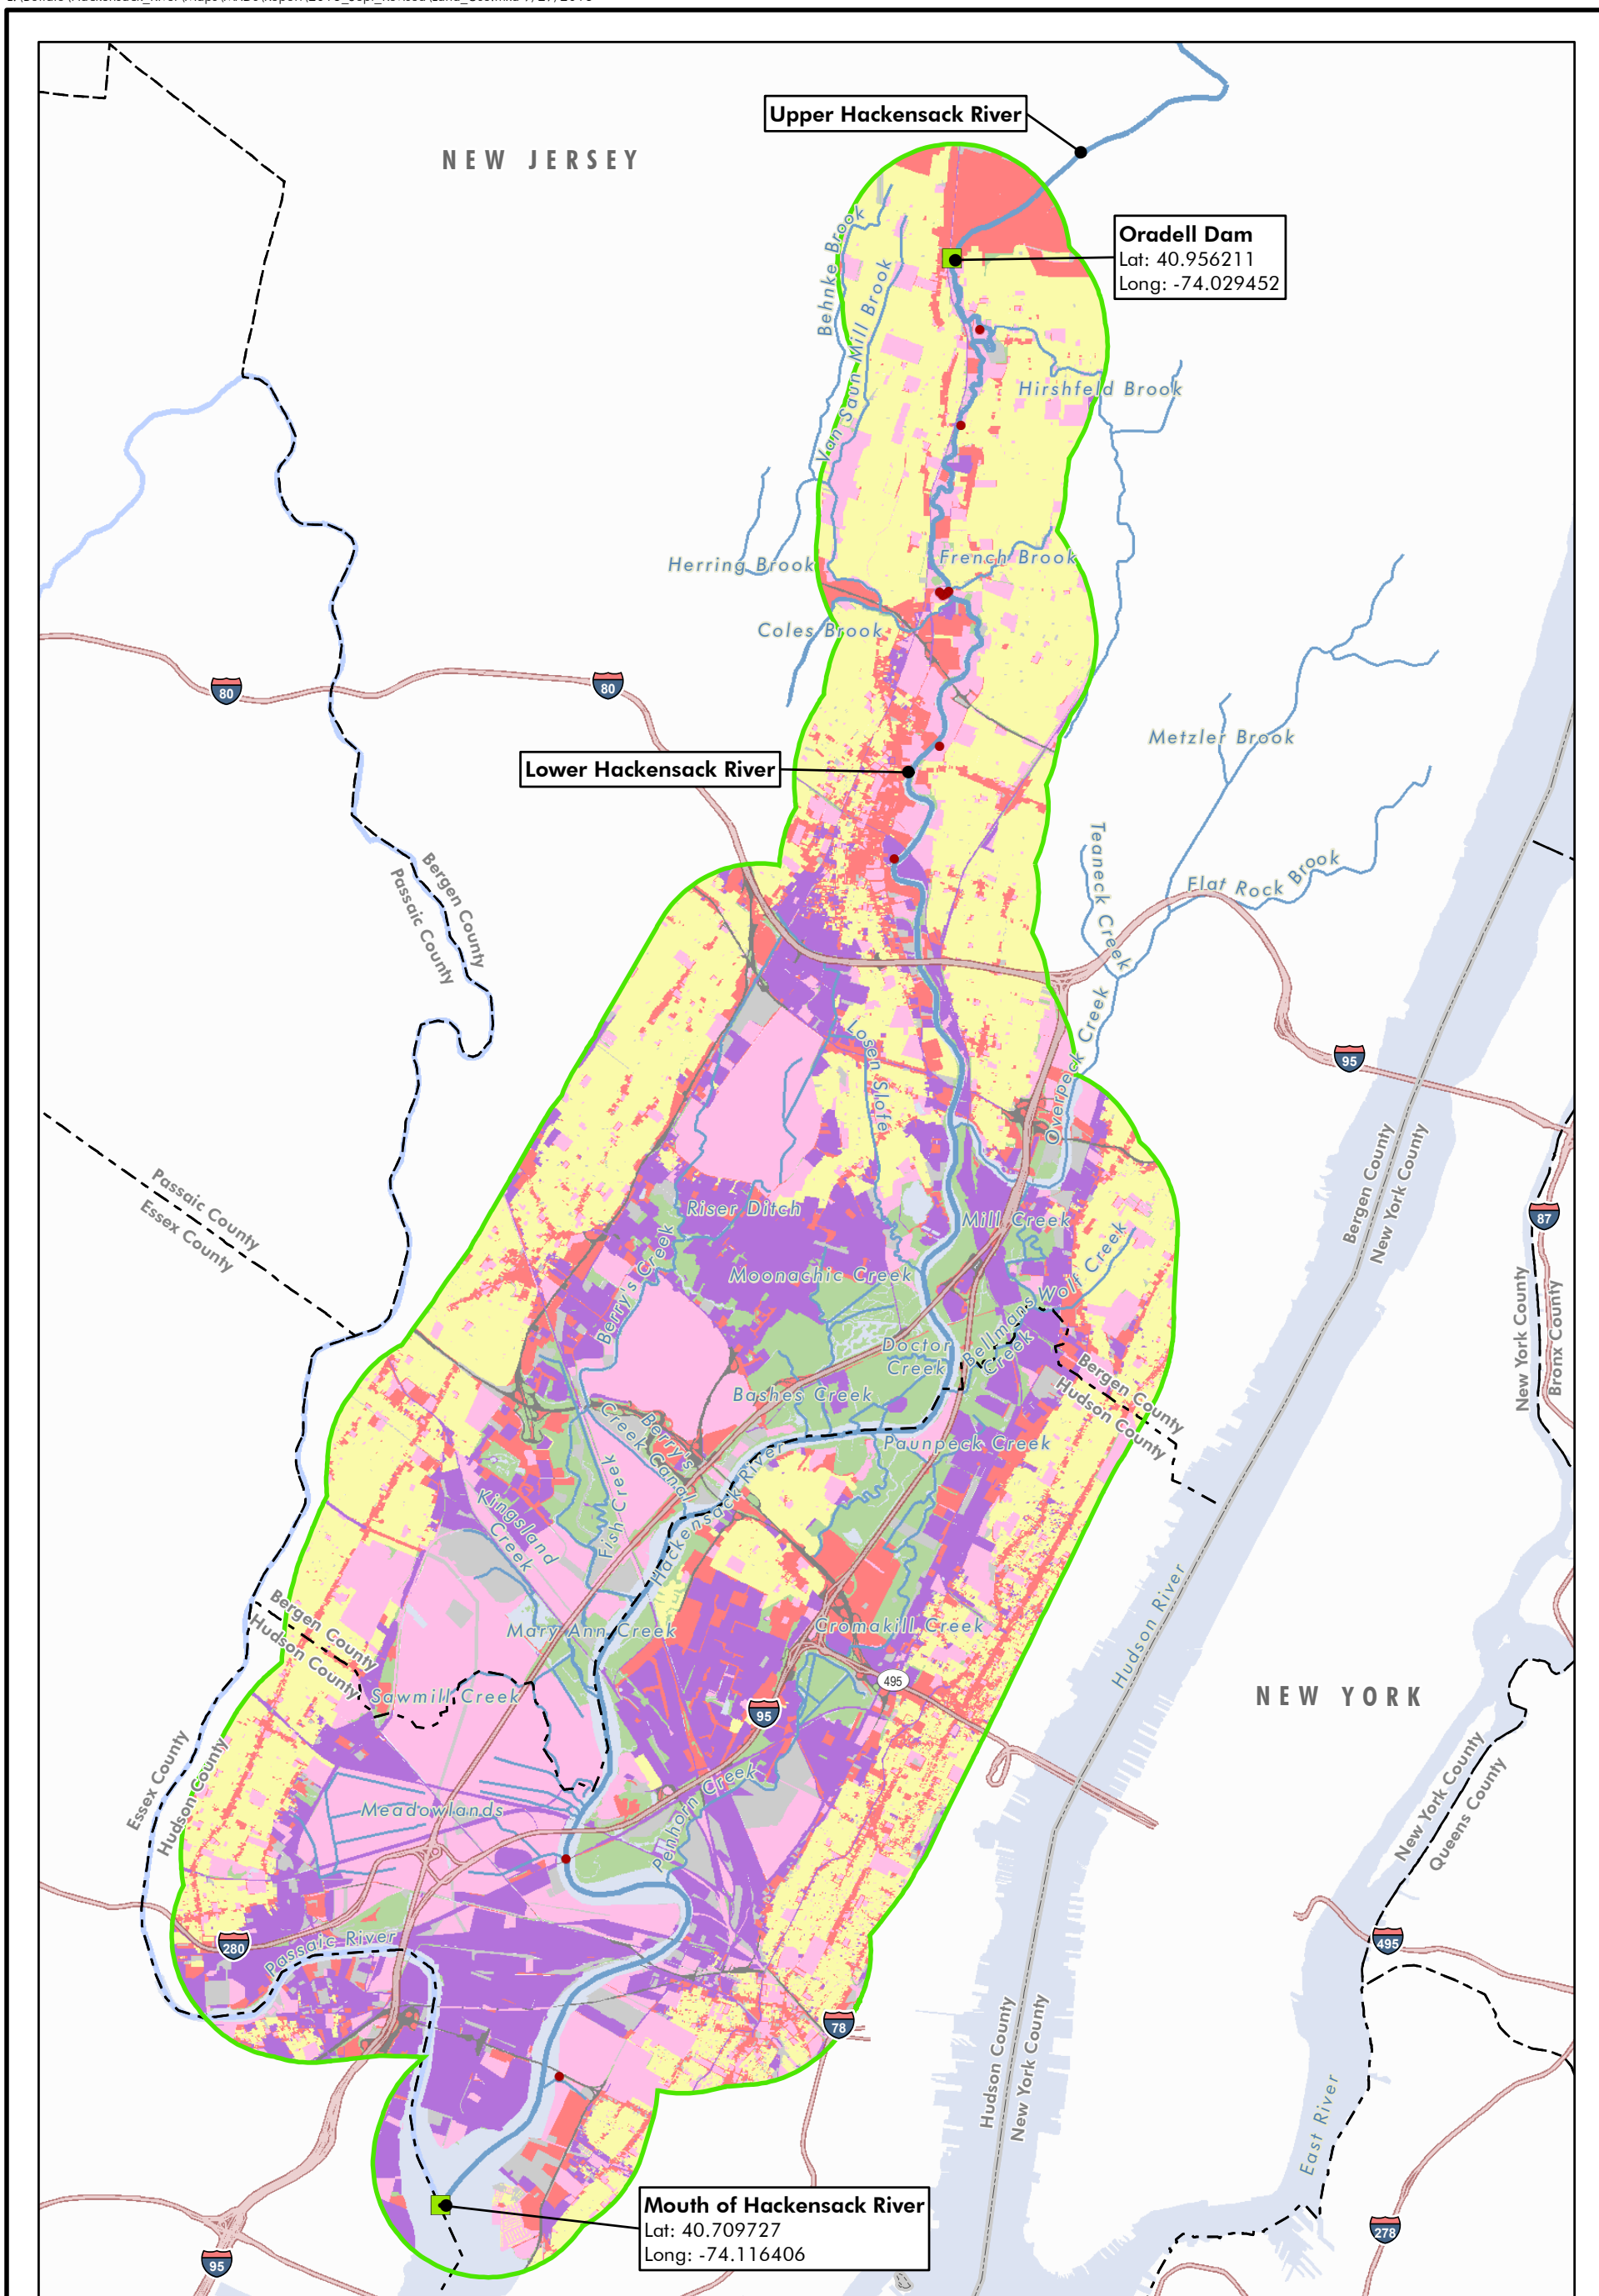 Upper Hackensack River
NEW JERSEY
Oradell Dam
Lat: 40.956211
Long: -74.029452
Behnke Brook
Van Saun Mill Brook
Hirshfeld Brook
Herring Brook
French Brook
Coles Brook
80
80
Metzler Brook
Lower Hackensack River
Teaneck Creek
Flat Rock Brook
Bergen County
Passaic County
Losen Slote
Overpeck Creek
95
Bergen County
New York County
Passaic County
Essex County
Riser Ditch
Mill Creek
87
Berry's Creek
Moonachic Creek
Wolf Creek
Bellmans
Creek
Doctor
Creek
New York County
Bronx County
Bergen County
Hudson County
Bashes Creek
Berry's
Creek Canal
Paunpeck Creek
Hackensack River
Kingsland
Creek
Fish Creek
Hudson River
Bergen County
Hudson County
Mary Ann Creek
Cromakill Creek
495
Sawmill Creek
95
NEW YORK
Essex County
Hudson County
Meadowlands
Penhorn Creek
New York County
Queens County
280
Passaic River
495
78
Hudson County
New York County
East River
Mouth of Hackensack River
Lat: 40.709727
Long: -74.116406
95
278